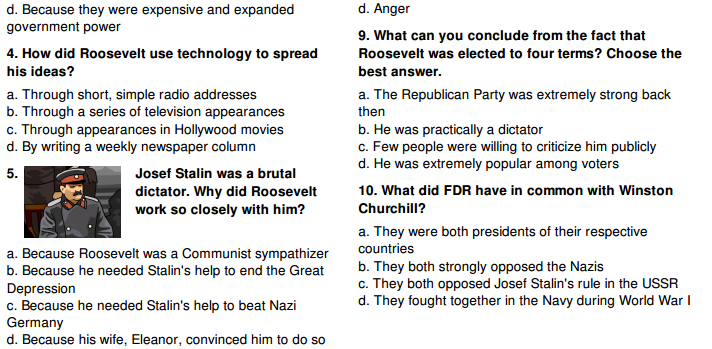 d. Because they were expensive and expanded
government power
4. How did Roosevelt use technology to spread
his ideas?
a. Through short, simple radio addresses
b. Through a series of television appearances
c. Through appearances in Hollywood movies
d. By writing a weekly newspaper column
5. Josef Stalin was a brutal
dictator. Why did Roosevelt
work so closely with him?
a. Because Roosevelt was a Communist sympathizer
b. Because he needed Stalin's help to end the Great
Depression
c. Because he needed Stalin's help to beat Nazi
Germany
d. Because his wife, Eleanor, convinced him to do so
d. Anger
9. What can you conclude from the fact that
Roosevelt was elected to four terms? Choose the
best answer.
a. The Republican Party was extremely strong back
then
b. He was practically a dictator
c. Few people were willing to criticize him publicly
d. He was extremely popular among voters
10. What did FDR have in common with Winston
Churchill?
a. They were both presidents of their respective
countries
b. They both strongly opposed the Nazis
c. They both opposed Josef Stalin's rule in the USSR
d. They fought together in the Navy during World War I